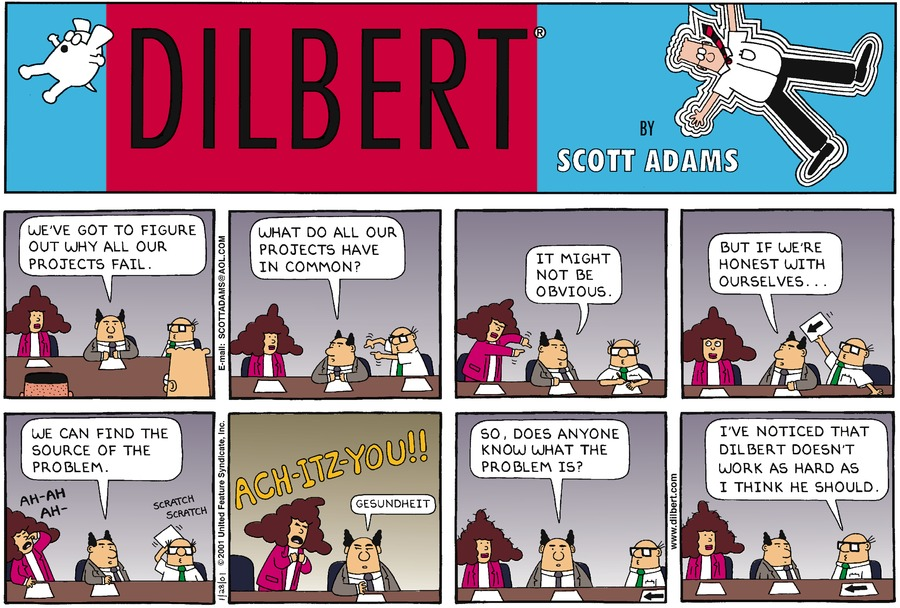 DILBERT®
BY
SCOTT ADAMS
WE'VE GOT TO FIGURE
OUT WHY ALL OUR
PROJECTS FAIL.
E-mail: SCOTTADAMS@AOL.COM
WHAT DO ALL OUR
PROJECTS HAVE
IN COMMON?
IT MIGHT
NOT BE
OBVIOUS.
BUT IF WE'RE
HONEST WITH
OURSELVES...
WE CAN FIND THE
SOURCE OF THE
PROBLEM.
AH-AH
AH-
SCRATCH
SCRATCH
1/28/01 © 2001 United Feature Syndicate, Inc.
ACH-ITZ-YOU!!
GESUNDHEIT
SO, DOES ANYONE
KNOW WHAT THE
PROBLEM IS?
www.dilbert.com
I'VE NOTICED THAT
DILBERT DOESN'T
WORK AS HARD AS
I THINK HE SHOULD.